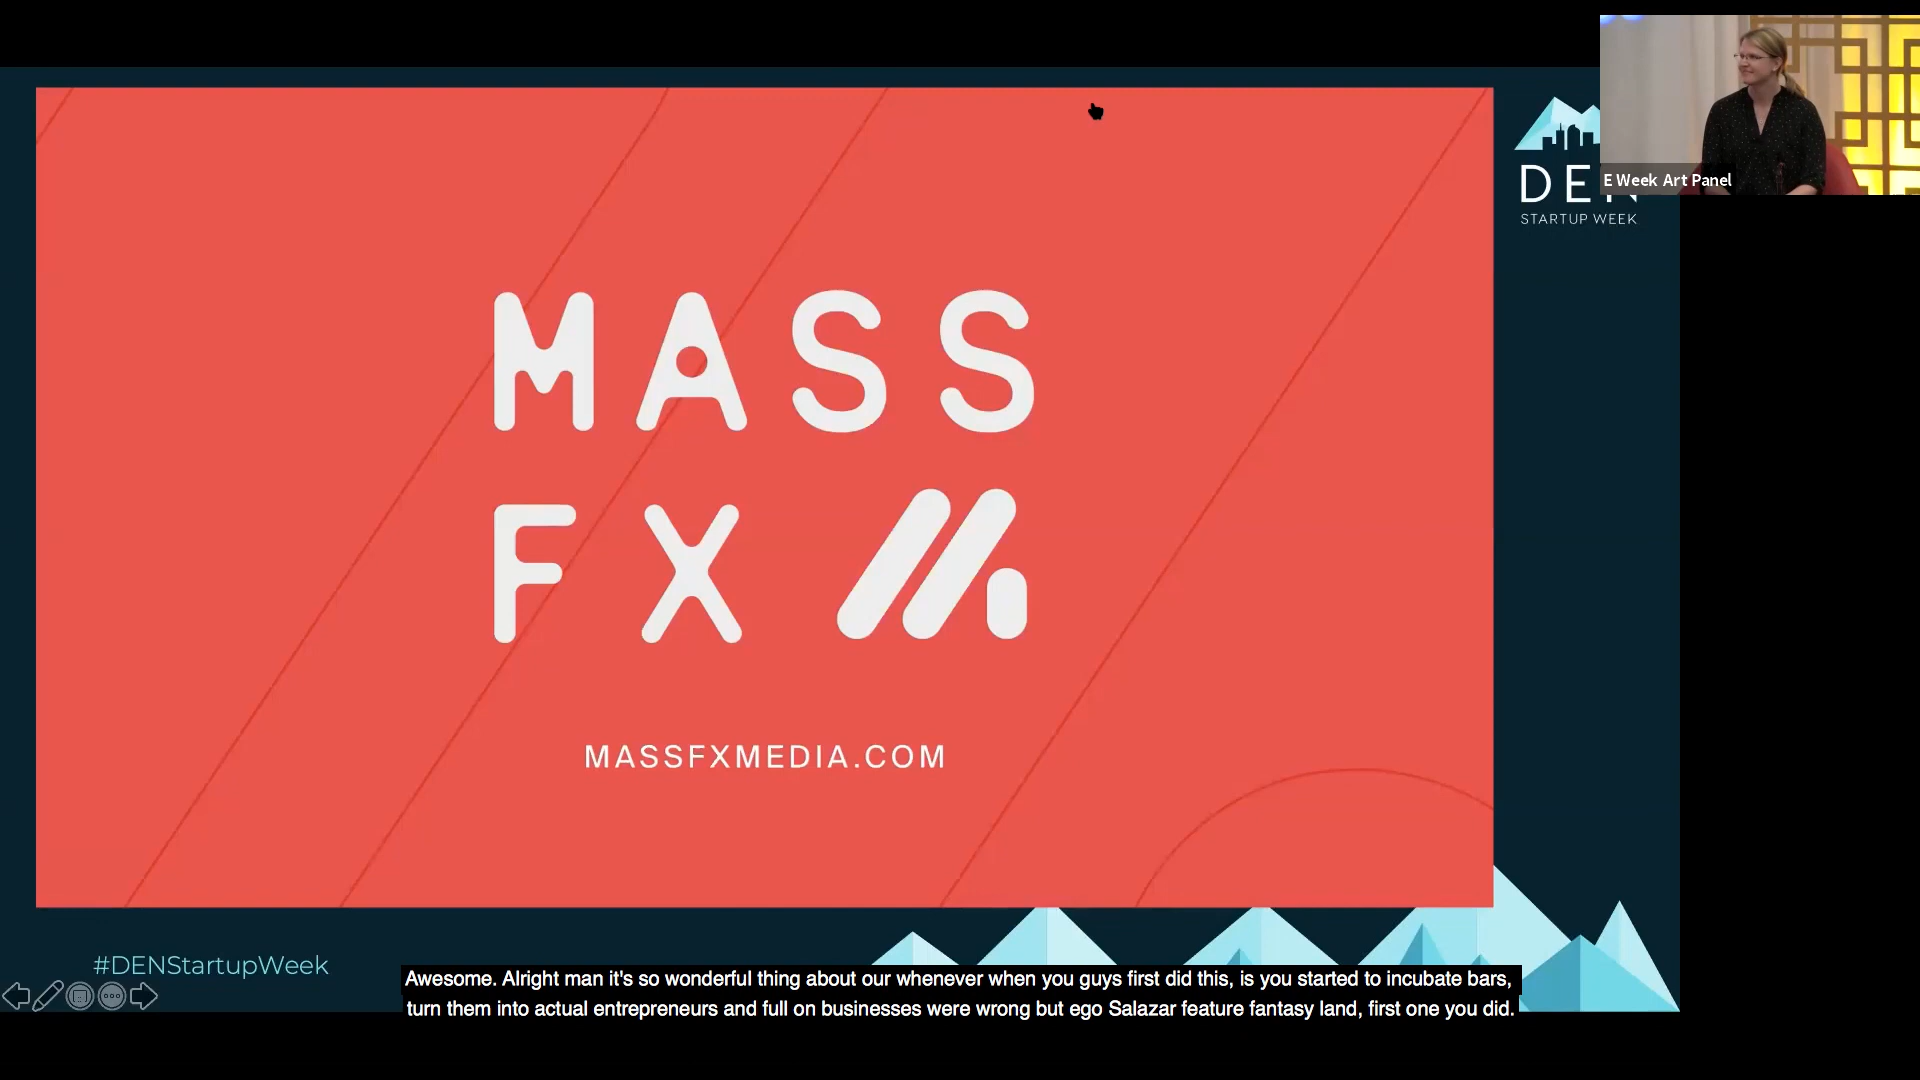 MASS
FX
MASSFXMEDIA.COM
E Week Art Panel
STARTUP WEEK
#DENStartupWeek
Awesome. Alright man it's so wonderful thing about our whenever when you guys first did this, is you started to incubate bars,
turn them into actual entrepreneurs and full on businesses were wrong but ego Salazar feature fantasy land, first one you did.